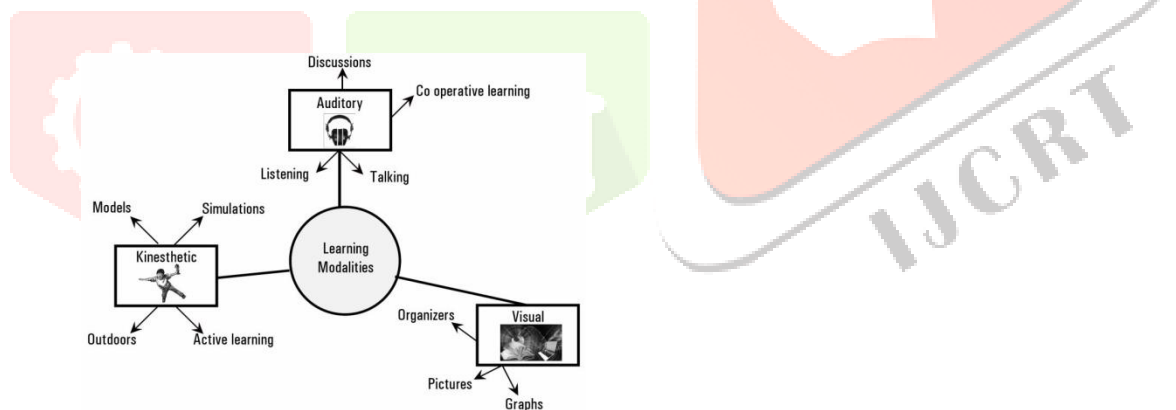 Discussions
Auditory
Co operative learning
Listening
Talking
Models
Simulations
Kinesthetic
Learning
Modalities
Outdoors
Active learning
Organizers
Visual
Pictures
Graphs
IJCRT